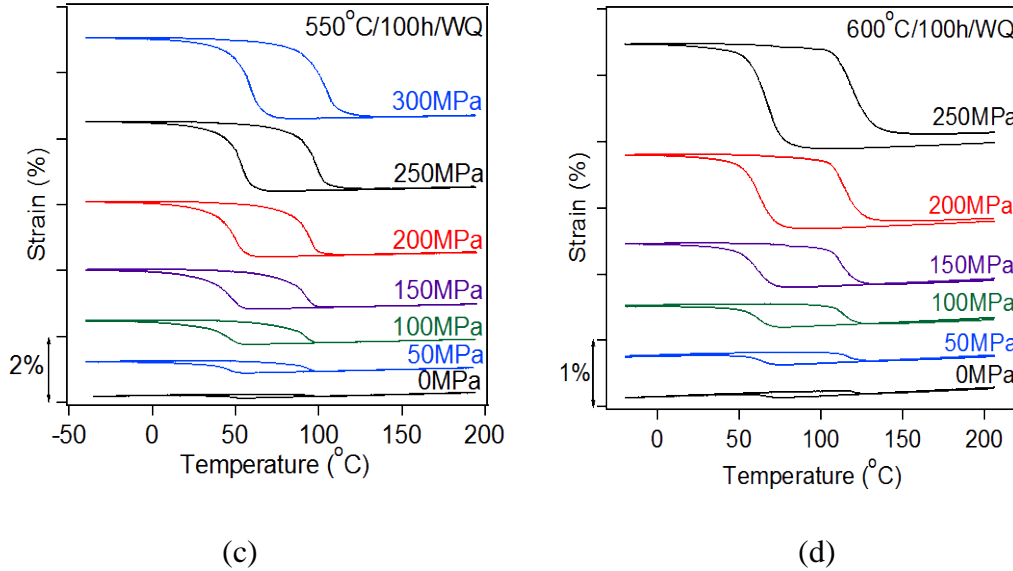 550°C/100h/WQ
300MPa
250MPa
200MPa
150MPa
100MPa
50MPa
0MPa
2%
Strain (%)
-50 0 50 100 150 200
Temperature (°C)
(c)
600°C/100h/WQ
250MPa
200MPa
150MPa
100MPa
50MPa
0MPa
1%
Strain (%)
0 50 100 150 200
Temperature (°C)
(d)